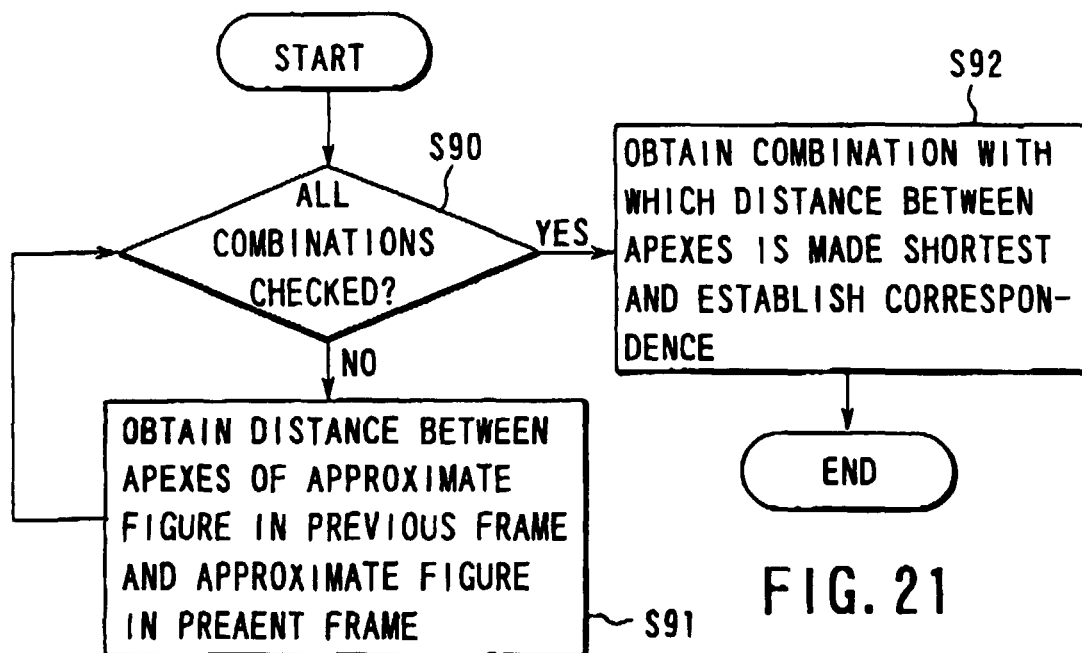 START
S90
ALL
COMBINATIONS
CHECKED?
YES
NO
S92
OBTAIN COMBINATION WITH
WHICH DISTANCE BETWEEN
APEXES IS MADE SHORTEST
AND ESTABLISH CORRESPON-
DENCE
OBTAIN DISTANCE BETWEEN
APEXES OF APPROXIMATE
FIGURE IN PREVIOUS FRAME
AND APPROXIMATE FIGURE
IN PREAENT FRAME
S91
END
FIG. 21